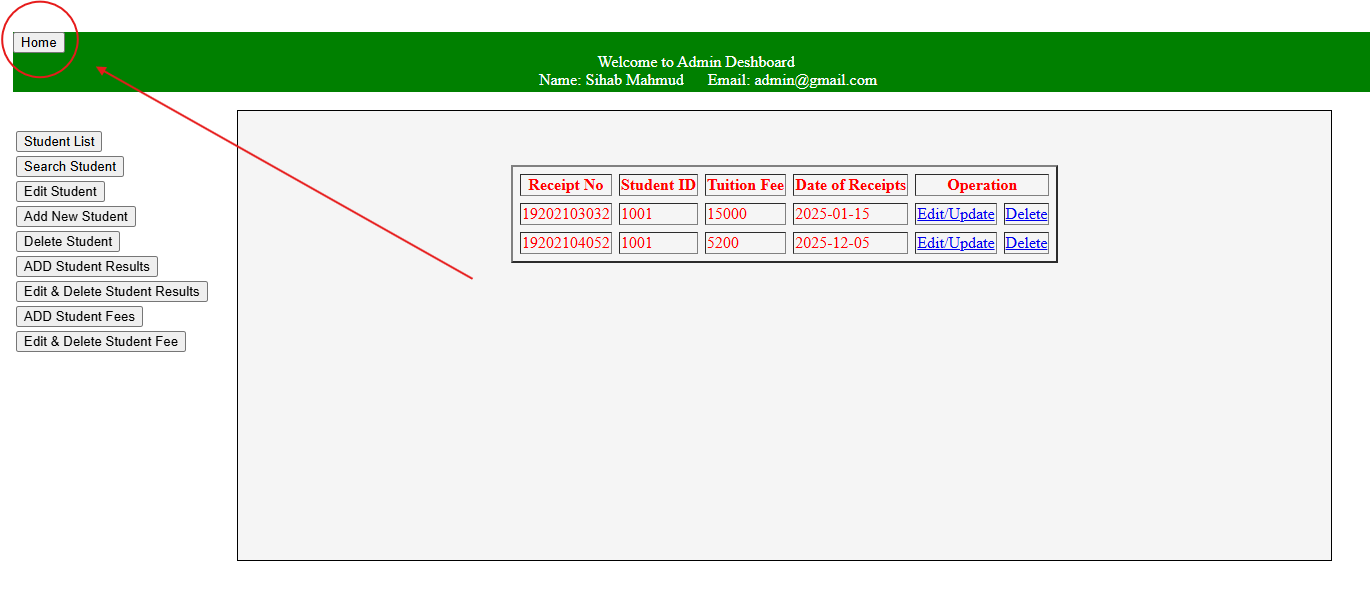 Home
Welcome to Admin Deshboard
Name: Sihab Mahmud Email: admin@gmail.com
Student List
Search Student
Edit Student
Add New Student
Delete Student
ADD Student Results
Edit & Delete Student Results
ADD Student Fees
Edit & Delete Student Fee
Receipt No Student ID Tuition Fee Date of Receipts Operation
19202103032 1001 15000 2025-01-15 Edit/Update Delete
19202104052 1001 5200 2025-12-05 Edit/Update Delete